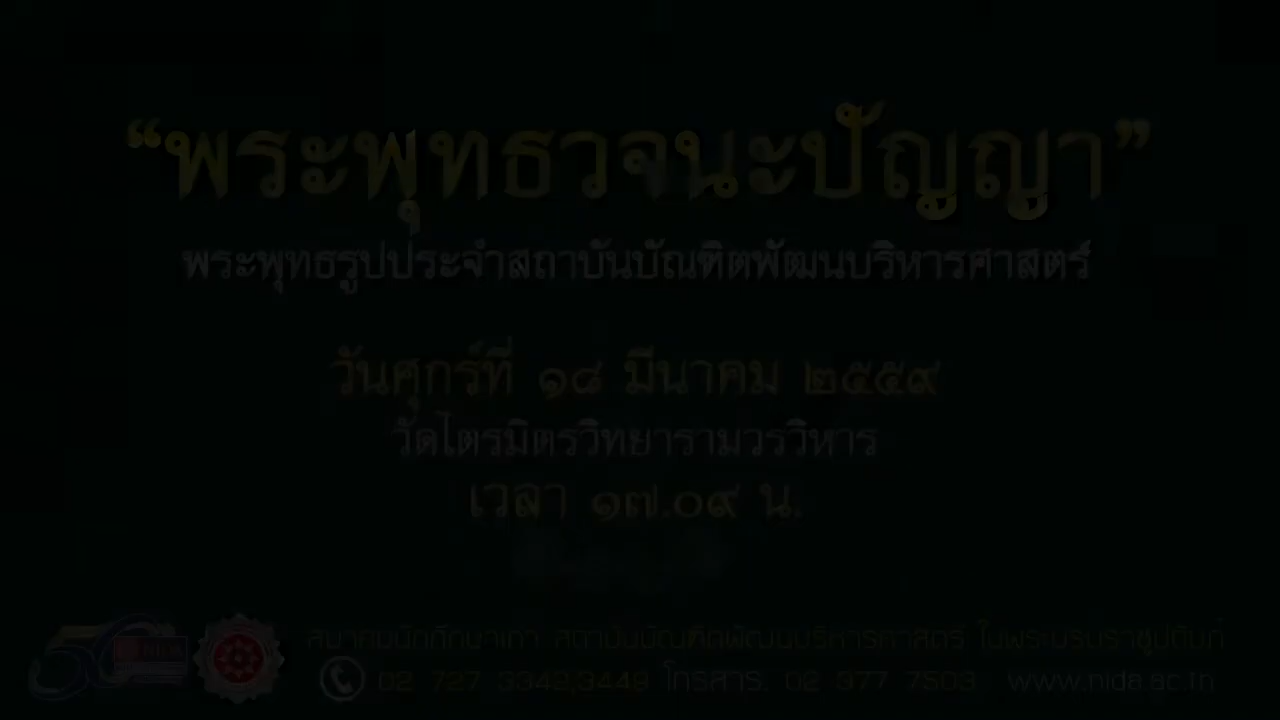 “พระพุทธวจนะปัญญา”
พระพุทธรูปประจำสถาบันบัณฑิตพัฒนบริหารศาสตร์
วันศุกร์ที่ ๑๘ มีนาคม ๒๕๕๙
วัดไตรมิตรวิทยารามวรวิหาร
เวลา ๑๗.๐๙ น.
สมาคมนักศึกษาเก่า สถาบันบัณฑิตพัฒนบริหารศาสตร์ ในพระบรมราชูปถัมภ์
02 727 3342,3449 โทรสาร. 02 377 7503 www.nida.ac.th